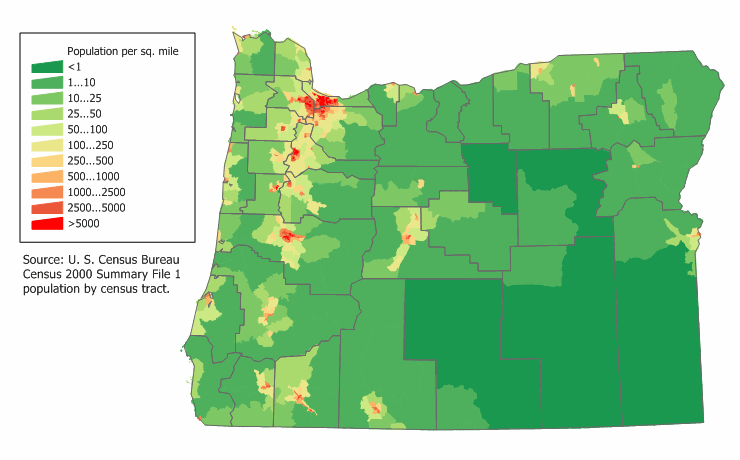 Population per sq. mile
<1
1...10
10...25
25...50
50...100
100...250
250...500
500...1000
1000...2500
2500...5000
>5000
Source: U. S. Census Bureau
Census 2000 Summary File 1
population by census tract.